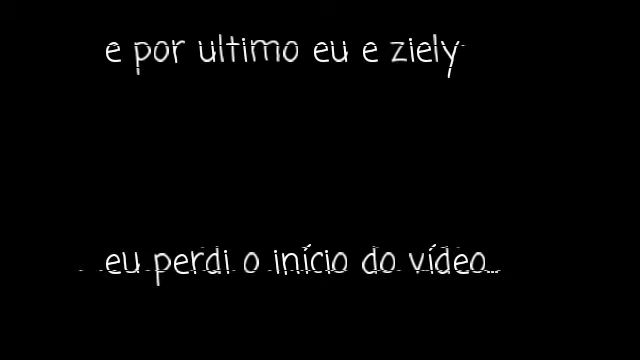 e por ultimo eu e ziely
eu perdi o início do vídeo...